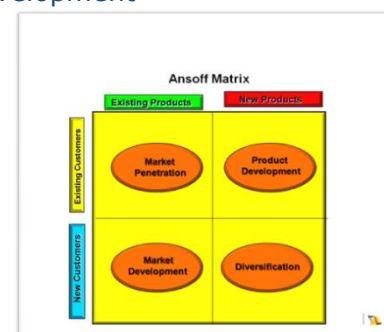 Ansoff Matrix
Existing Products
New Products
Existing Customers
Market
Penetration
Product
Development
New Customers
Market
Development
Diversification